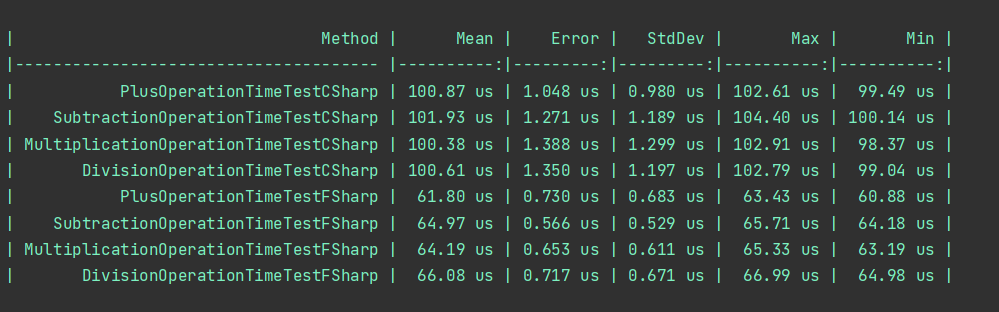 |                                Method |      Mean |    Error |   StdDev |       Max |       Min |
|-------------------------------------- |----------:|---------:|---------:|----------:|----------:|
|           PlusOperationTimeTestCSharp | 100.87 us | 1.048 us | 0.980 us | 102.61 us |  99.49 us |
|    SubtractionOperationTimeTestCSharp | 101.93 us | 1.271 us | 1.189 us | 104.40 us | 100.14 us |
| MultiplicationOperationTimeTestCSharp | 100.38 us | 1.388 us | 1.299 us | 102.91 us |  98.37 us |
|       DivisionOperationTimeTestCSharp | 100.61 us | 1.350 us | 1.197 us | 102.79 us |  99.04 us |
|           PlusOperationTimeTestFSharp |  61.80 us | 0.730 us | 0.683 us |  63.43 us |  60.88 us |
|    SubtractionOperationTimeTestFSharp |  64.97 us | 0.566 us | 0.529 us |  65.71 us |  64.18 us |
| MultiplicationOperationTimeTestFSharp |  64.19 us | 0.653 us | 0.611 us |  65.33 us |  63.19 us |
|       DivisionOperationTimeTestFSharp |  66.08 us | 0.717 us | 0.671 us |  66.99 us |  64.98 us |